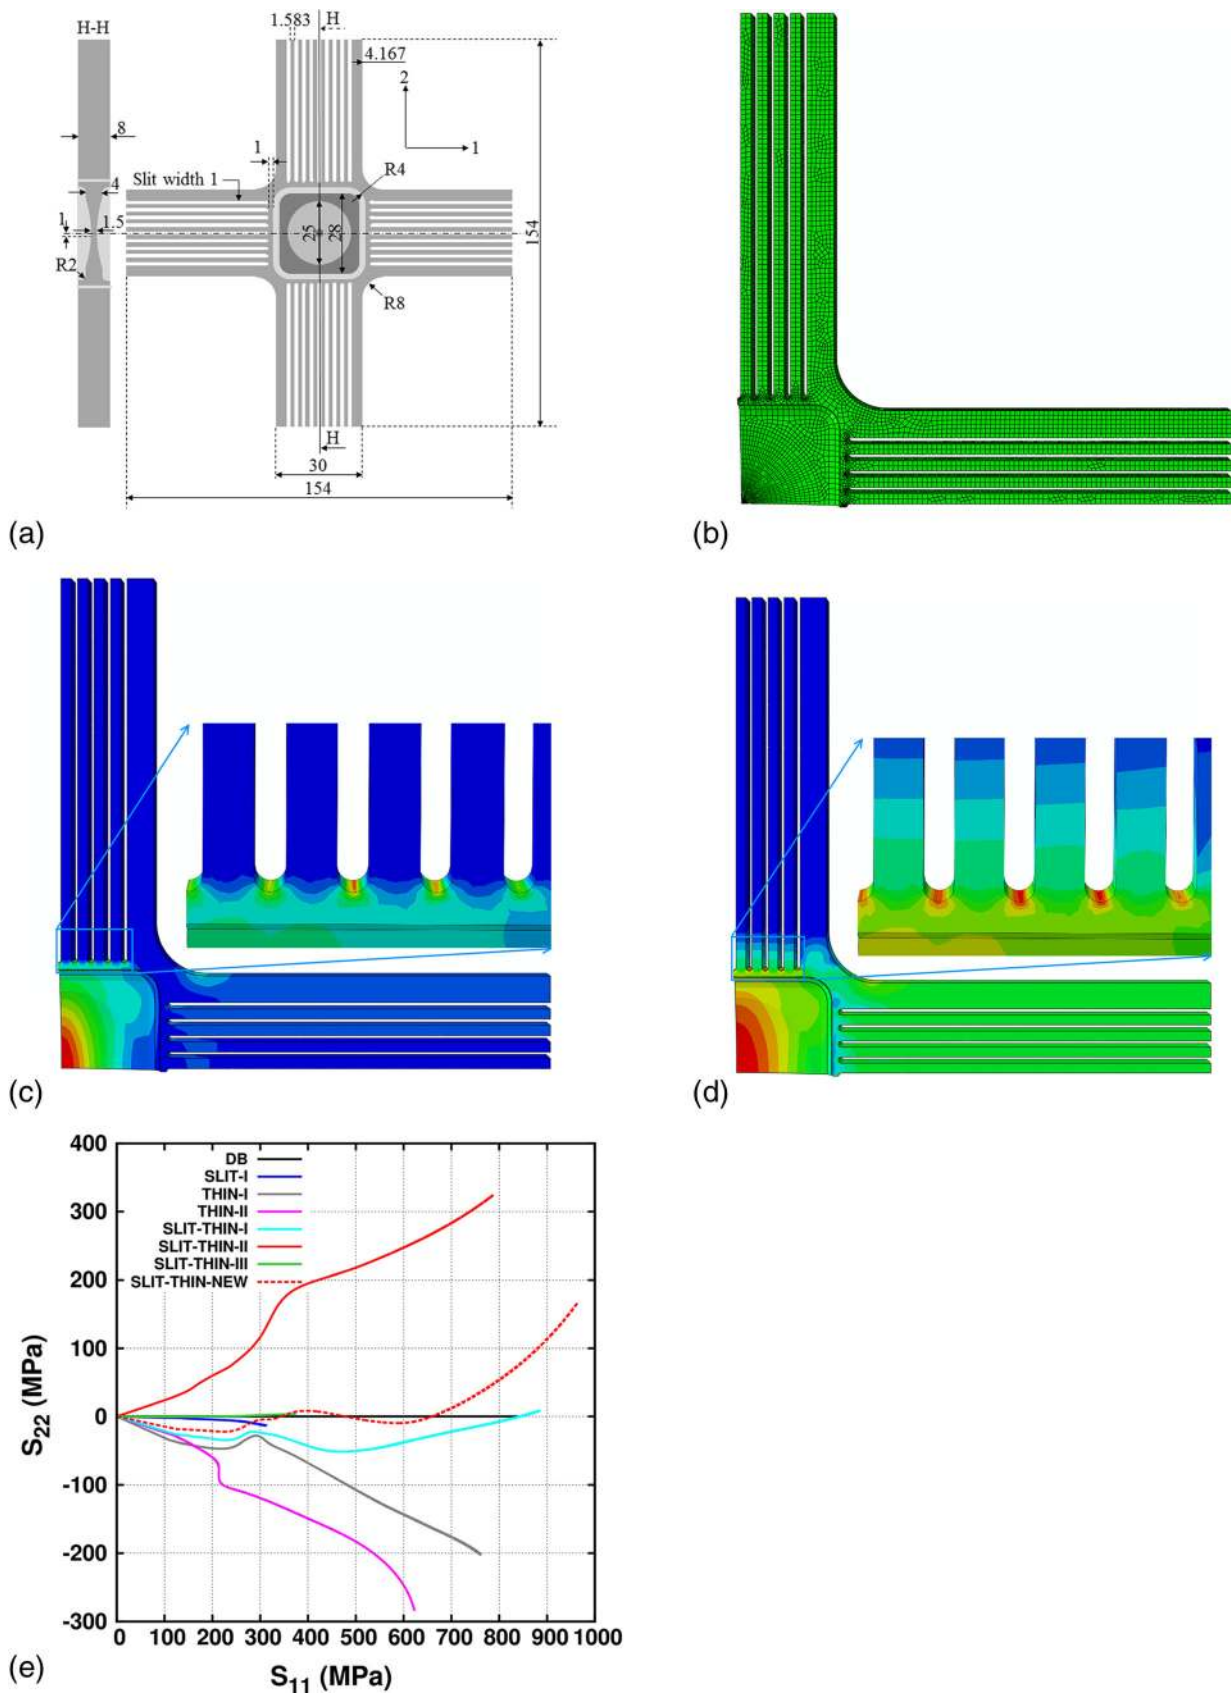 H-H
1.583
H
4.167
2
8
1
1
R4
4
Slit width 1
1
1.5
25
28
154
R2
R8
H
30
154
(a)
(b)
(c)
(d)
400
DB
SLIT-I
300
THIN-I
THIN-II
SLIT-THIN-I
SLIT-THIN-II
SLIT-THIN-III
200
SLIT-THIN-NEW
100
S22 (MPa)
0
-100
-200
-300
0 100 200 300 400 500 600 700 800 900 1000
(e)
S11 (MPa)